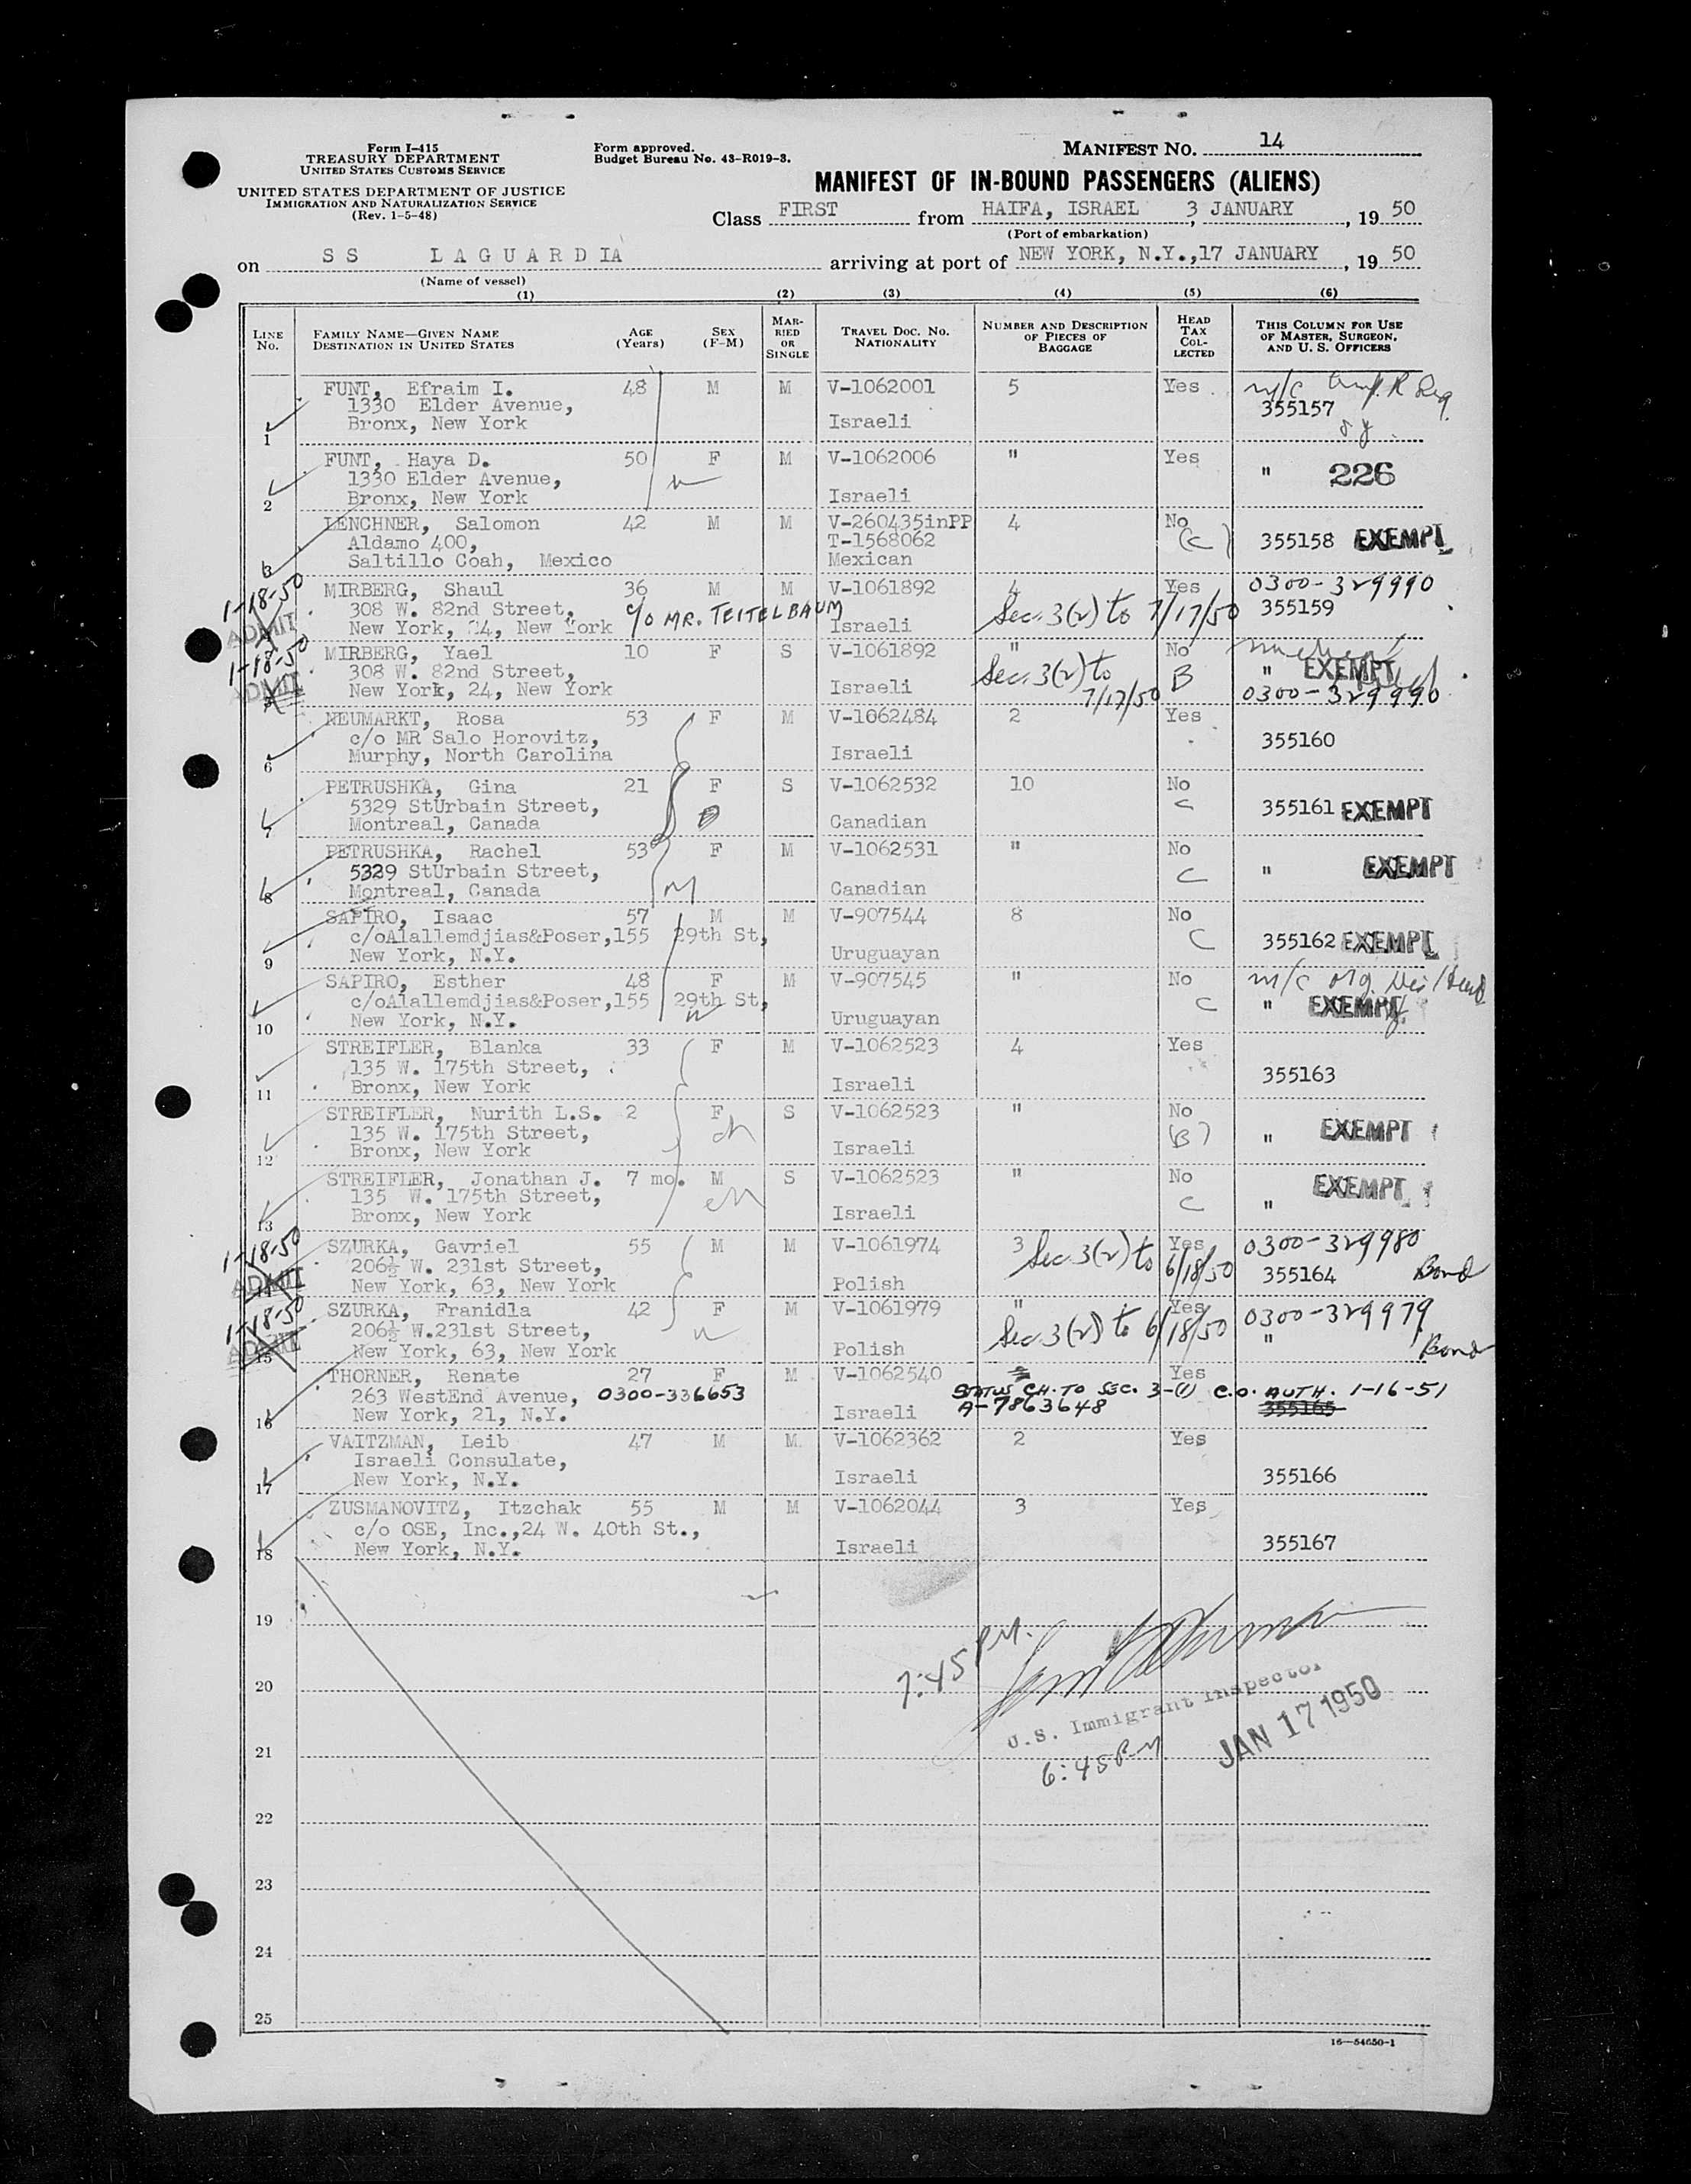 Form I-415
TREASURY DEPARTMENT
UNITED STATES CUSTOMS SERVICE
UNITED STATES DEPARTMENT OF JUSTICE
IMMIGRATION AND NATURALIZATION SERVICE
(Rev. 1-5-48)
Form approved.
Budget Bureau No. 43-R019-3.
MANIFEST NO. 14
MANIFEST OF IN-BOUND PASSENGERS (ALIENS)
Class FIRST from HAIFA, ISRAEL 3 JANUARY, 19 50
(Port of embarkation)
on SS LAGUARDIA arriving at port of NEW YORK, N.Y.,17 JANUARY, 19 50
(Name of vessel)
(1) (2) (3) (4) (5) (6)
LINE No.
FAMILY NAME—GIVEN NAME
DESTINATION IN UNITED STATES
AGE (Years)
SEX (F-M)
MARRIED OR SINGLE
TRAVEL DOC. NO. NATIONALITY
NUMBER AND DESCRIPTION OF PIECES OF BAGGAGE
HEAD TAX COLLECTED
THIS COLUMN FOR USE OF MASTER, SURGEON, AND U. S. OFFICERS
FUNT, Efraim I. 48 M M V-1062001 5 Yes m/c
1330 Elder Avenue, 355157
1 Bronx, New York Israeli
FUNT, Haya D. 50 F M V-1062006 " Yes
1330 Elder Avenue, " 226
2 Bronx, New York Israeli
LENCHNER, Salomon 42 M M V-260435inPP 4 No
Aldamo 400, T-1568062 (C) 355158 EXEMPT
3 Saltillo Coah, Mexico Mexican
1-18-50 MIRBERG, Shaul 36 M M V-1061892 4 Yes 0300-329990
308 W. 82nd Street, c/o MR. TEITELBAUM Sec. 3(2) to 7/17/50 355159
ADMIT New York, 24, New York Israeli
1-18-50 MIRBERG, Yael 10 F S V-1061892 " No
308 W. 82nd Street, Sec. 3(2) to 7/17/50 B " EXEMPT
ADMIT New York, 24, New York Israeli 0300-329990
NEUMARKT, Rosa 53 F M V-1062484 2 Yes
c/o MR Salo Horovitz, 355160
6 Murphy, North Carolina Israeli
PETRUSHKA, Gina 21 F S V-1062532 10 No
5329 StUrbain Street, C 355161 EXEMPT
7 Montreal, Canada Canadian
PETRUSHKA, Rachel 53 F M V-1062531 " No
5329 StUrbain Street, C " EXEMPT
8 Montreal, Canada Canadian
SAPIRO, Isaac 57 M M V-907544 8 No
c/oAlallemdjias&Poser,155 29th St, C 355162 EXEMPT
9 New York, N.Y. Uruguayan
SAPIRO, Esther 48 F M V-907545 " No m/c
c/oAlallemdjias&Poser,155 29th St, C " EXEMPT
10 New York, N.Y. Uruguayan
STREIFLER, Blanka 33 F M V-1062523 4 Yes
135 W. 175th Street, 355163
11 Bronx, New York Israeli
STREIFLER, Nurith L.S. 2 F S V-1062523 " No
135 W. 175th Street, (B) " EXEMPT
12 Bronx, New York Israeli
STREIFLER, Jonathan J. 7 mo. M S V-1062523 " No
135 W. 175th Street, C " EXEMPT
13 Bronx, New York Israeli
1-18-50 SZURKA, Gavriel 55 M M V-1061974 3 Yes 0300-329980
206½ W. 231st Street, Sec. 3(2) to 6/18/50 355164 Bond
ADMIT New York, 63, New York Polish
1-18-50 SZURKA, Franidla 42 F M V-1061979 " Yes 0300-329979
206½ W.231st Street, Sec. 3(2) to 6/18/50 " Bond
ADMIT 15 New York, 63, New York Polish
THORNER, Renate 27 F M V-1062540 Yes
263 WestEnd Avenue, 0300-336653 STATUS CH. TO SEC. 3-(1) C.O. AUTH. 1-16-51
16 New York, 21, N.Y. Israeli A-7863648 355165
VAITZMAN, Leib 47 M M V-1062362 2 Yes
Israeli Consulate,
17 New York, N.Y. Israeli 355166
ZUSMANOVITZ, Itzchak 55 M M V-1062044 3 Yes
c/o OSE, Inc.,24 W. 40th St.,
18 New York, N.Y. Israeli 355167
19
7:45 PM.
20
U.S. Immigrant Inspector
JAN 17 1950
21
6:45 PM
22
23
24
25
16—54650-1